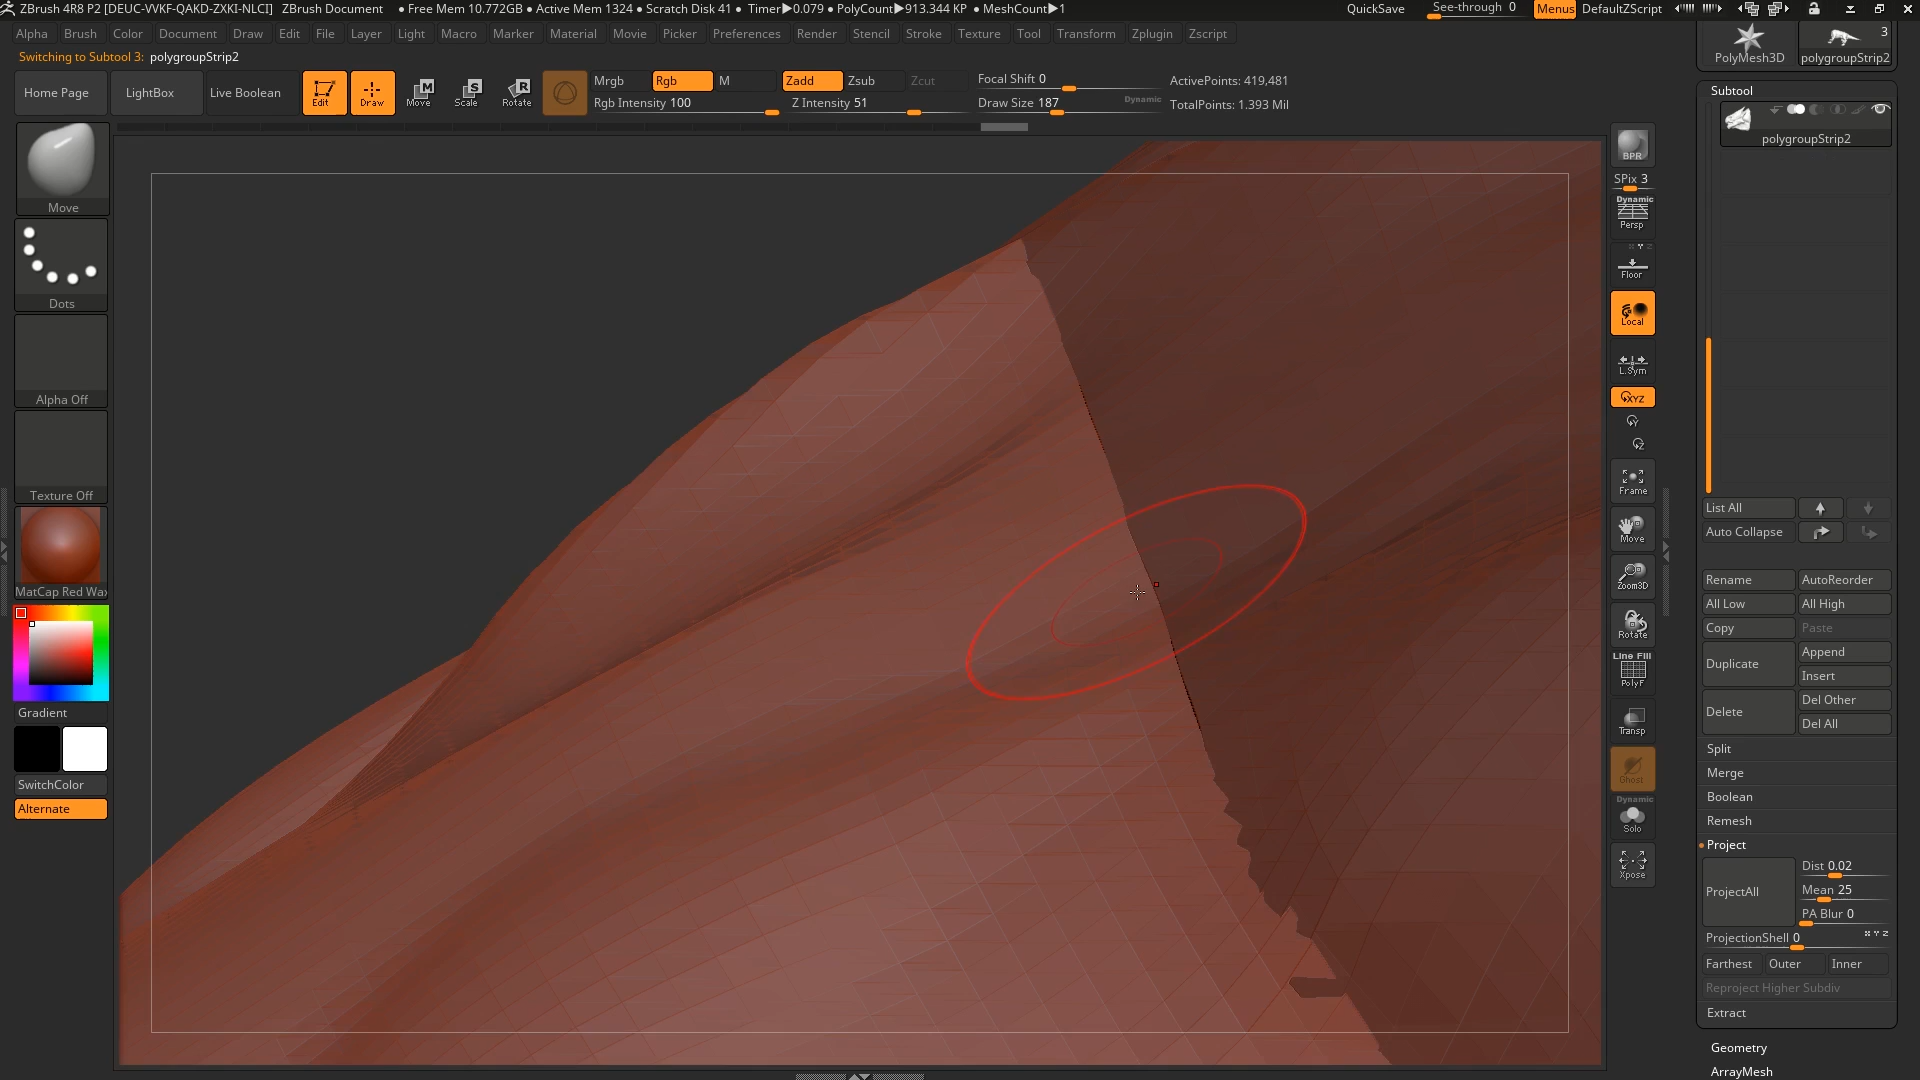 ZBrush 4R8 P2 [DEUC-VVKF-QAKD-ZXKI-NLCI] ZBrush Document • Free Mem 10.772GB • Active Mem 1324 • Scratch Disk 41 • Timer▶0.079 • PolyCount▶913.344 KP • MeshCount▶1 QuickSave See-through 0 Menus DefaultZScript
Alpha Brush Color Document Draw Edit File Layer Light Macro Marker Material Movie Picker Preferences Render Stencil Stroke Texture Tool Transform Zplugin Zscript
Switching to Subtool 3: polygroupStrip2
Home Page LightBox Live Boolean Edit Draw Move Scale Rotate
Mrgb Rgb M Zadd Zsub Zcut Focal Shift 0 ActivePoints: 419,481
Rgb Intensity 100 Z Intensity 51 Draw Size 187 Dynamic TotalPoints: 1.393 Mil
Move
Dots
Alpha Off
Texture Off
MatCap Red Wax
Gradient
SwitchColor
Alternate
BPR
SPix 3
Dynamic
Persp
Floor
Local
L.Sym
XYZ
Frame
Move
Zoom3D
Rotate
Line Fill
PolyF
Transp
Ghost
Dynamic
Solo
Xpose
3
PolyMesh3D polygroupStrip2
Subtool
polygroupStrip2
List All
Auto Collapse
Rename AutoReorder
All Low All High
Copy Paste
Duplicate Append
Insert
Delete Del Other
Del All
Split
Merge
Boolean
Remesh
Project
ProjectAll Dist 0.02
Mean 25
PA Blur 0
ProjectionShell 0 X Y Z
Farthest Outer Inner
Reproject Higher Subdiv
Extract
Geometry
ArrayMesh